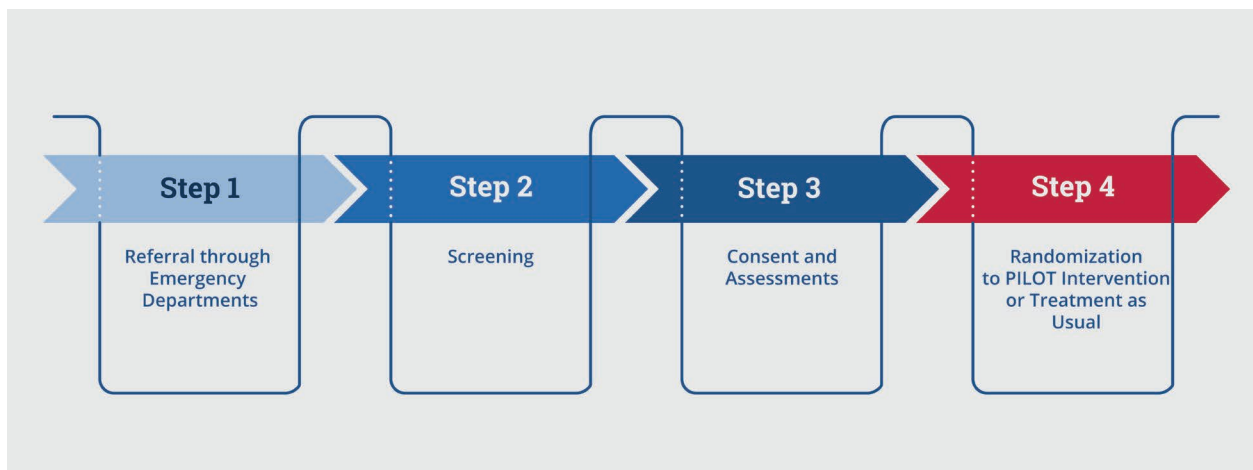 Step 1
Referral through
Emergency
Departments
Step 2
Screening
Step 3
Consent and
Assessments
Step 4
Randomization
to PILOT Intervention
or Treatment as
Usual